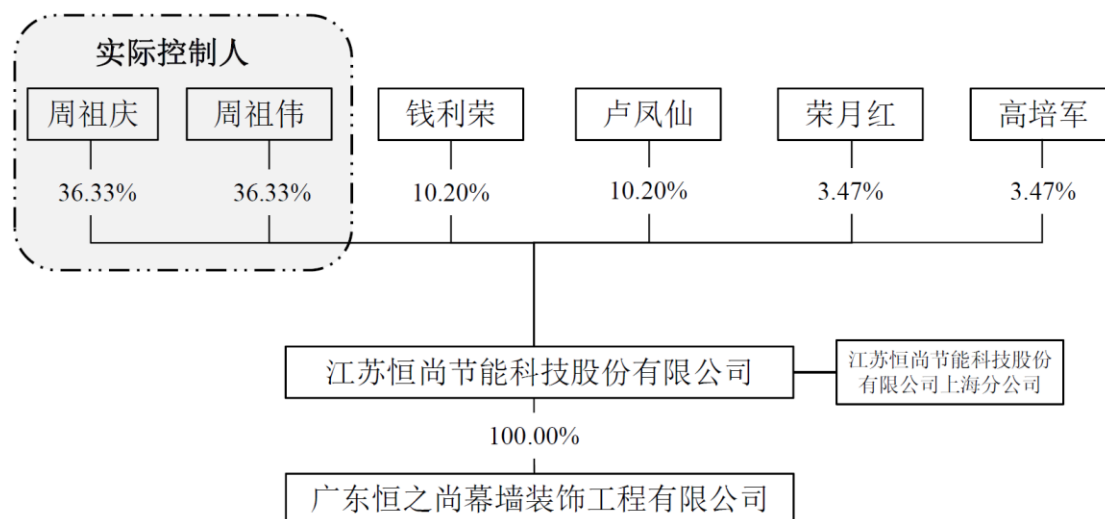 实际控制人
周祖庆 周祖伟 钱利荣 卢凤仙 荣月红 高培军
36.33% 36.33% 10.20% 10.20% 3.47% 3.47%
江苏恒尚节能科技股份有限公司
江苏恒尚节能科技股份
有限公司上海分公司
100.00%
广东恒之尚幕墙装饰工程有限公司